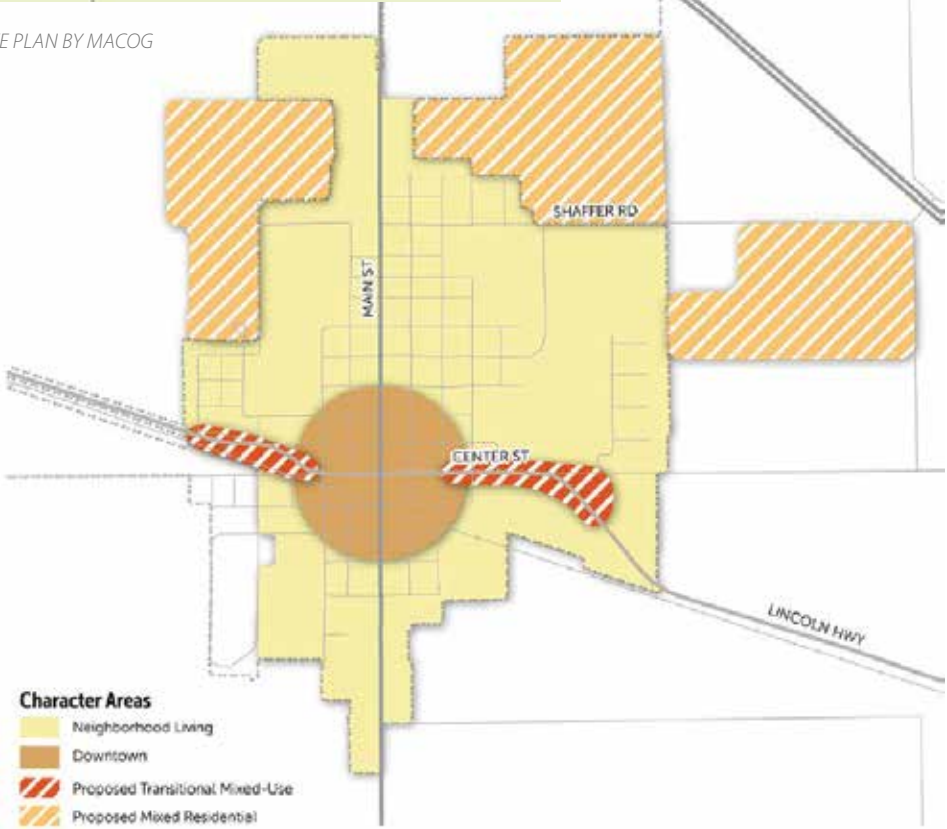 E PLAN BY MACOG
SHAFFER RD
MAIN ST
CENTER ST
LINCOLN HWY
Character Areas
Neighborhood Living
Downtown
Proposed Transitional Mixed-Use
Proposed Mixed Residential